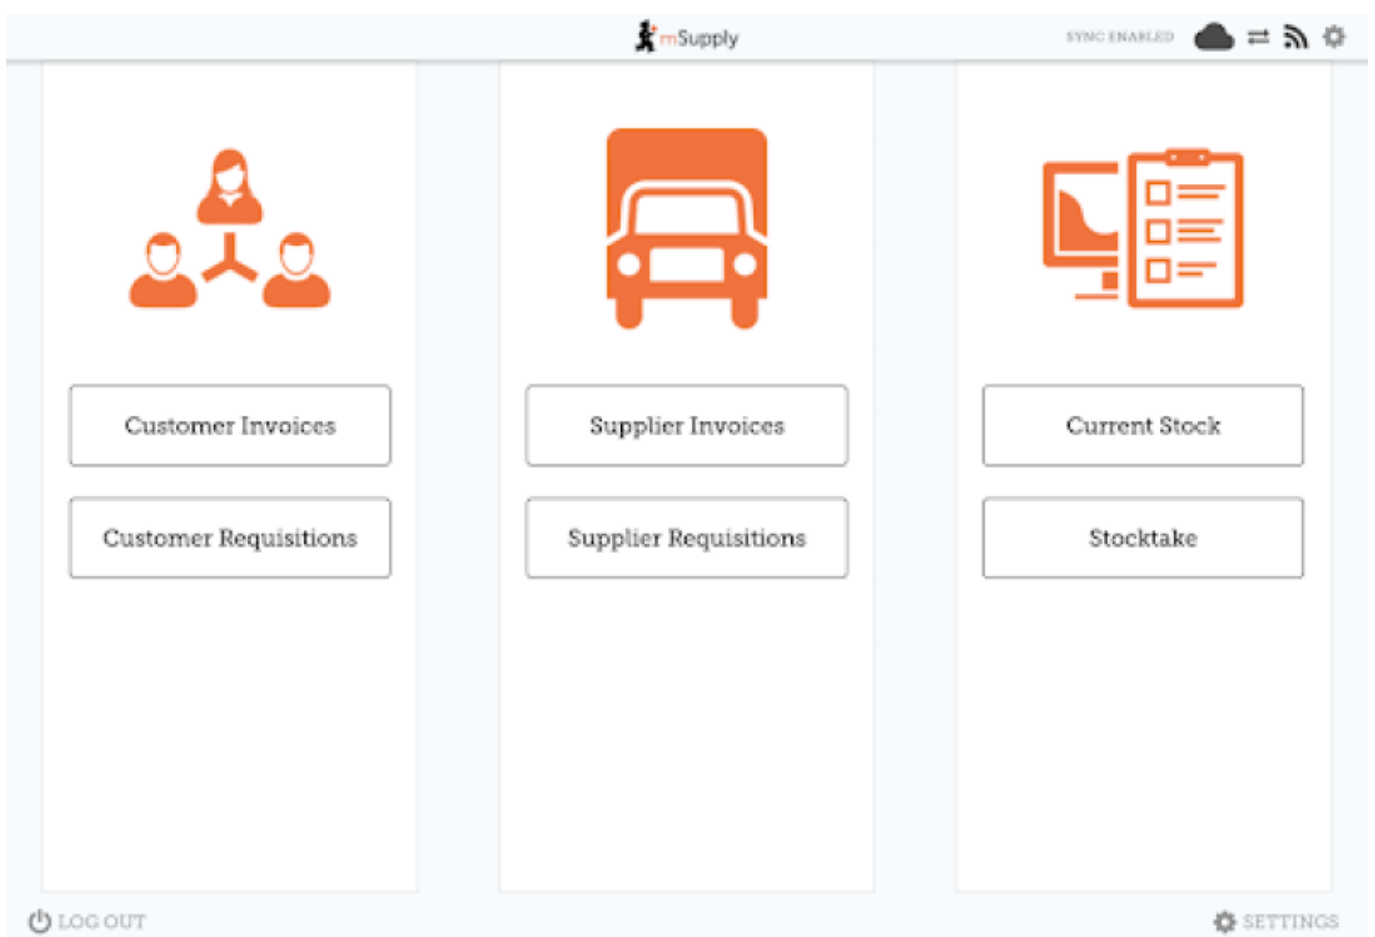 mSupply
SYNC ENABLED
Customer Invoices
Customer Requisitions
Supplier Invoices
Supplier Requisitions
Current Stock
Stocktake
LOG OUT
SETTINGS